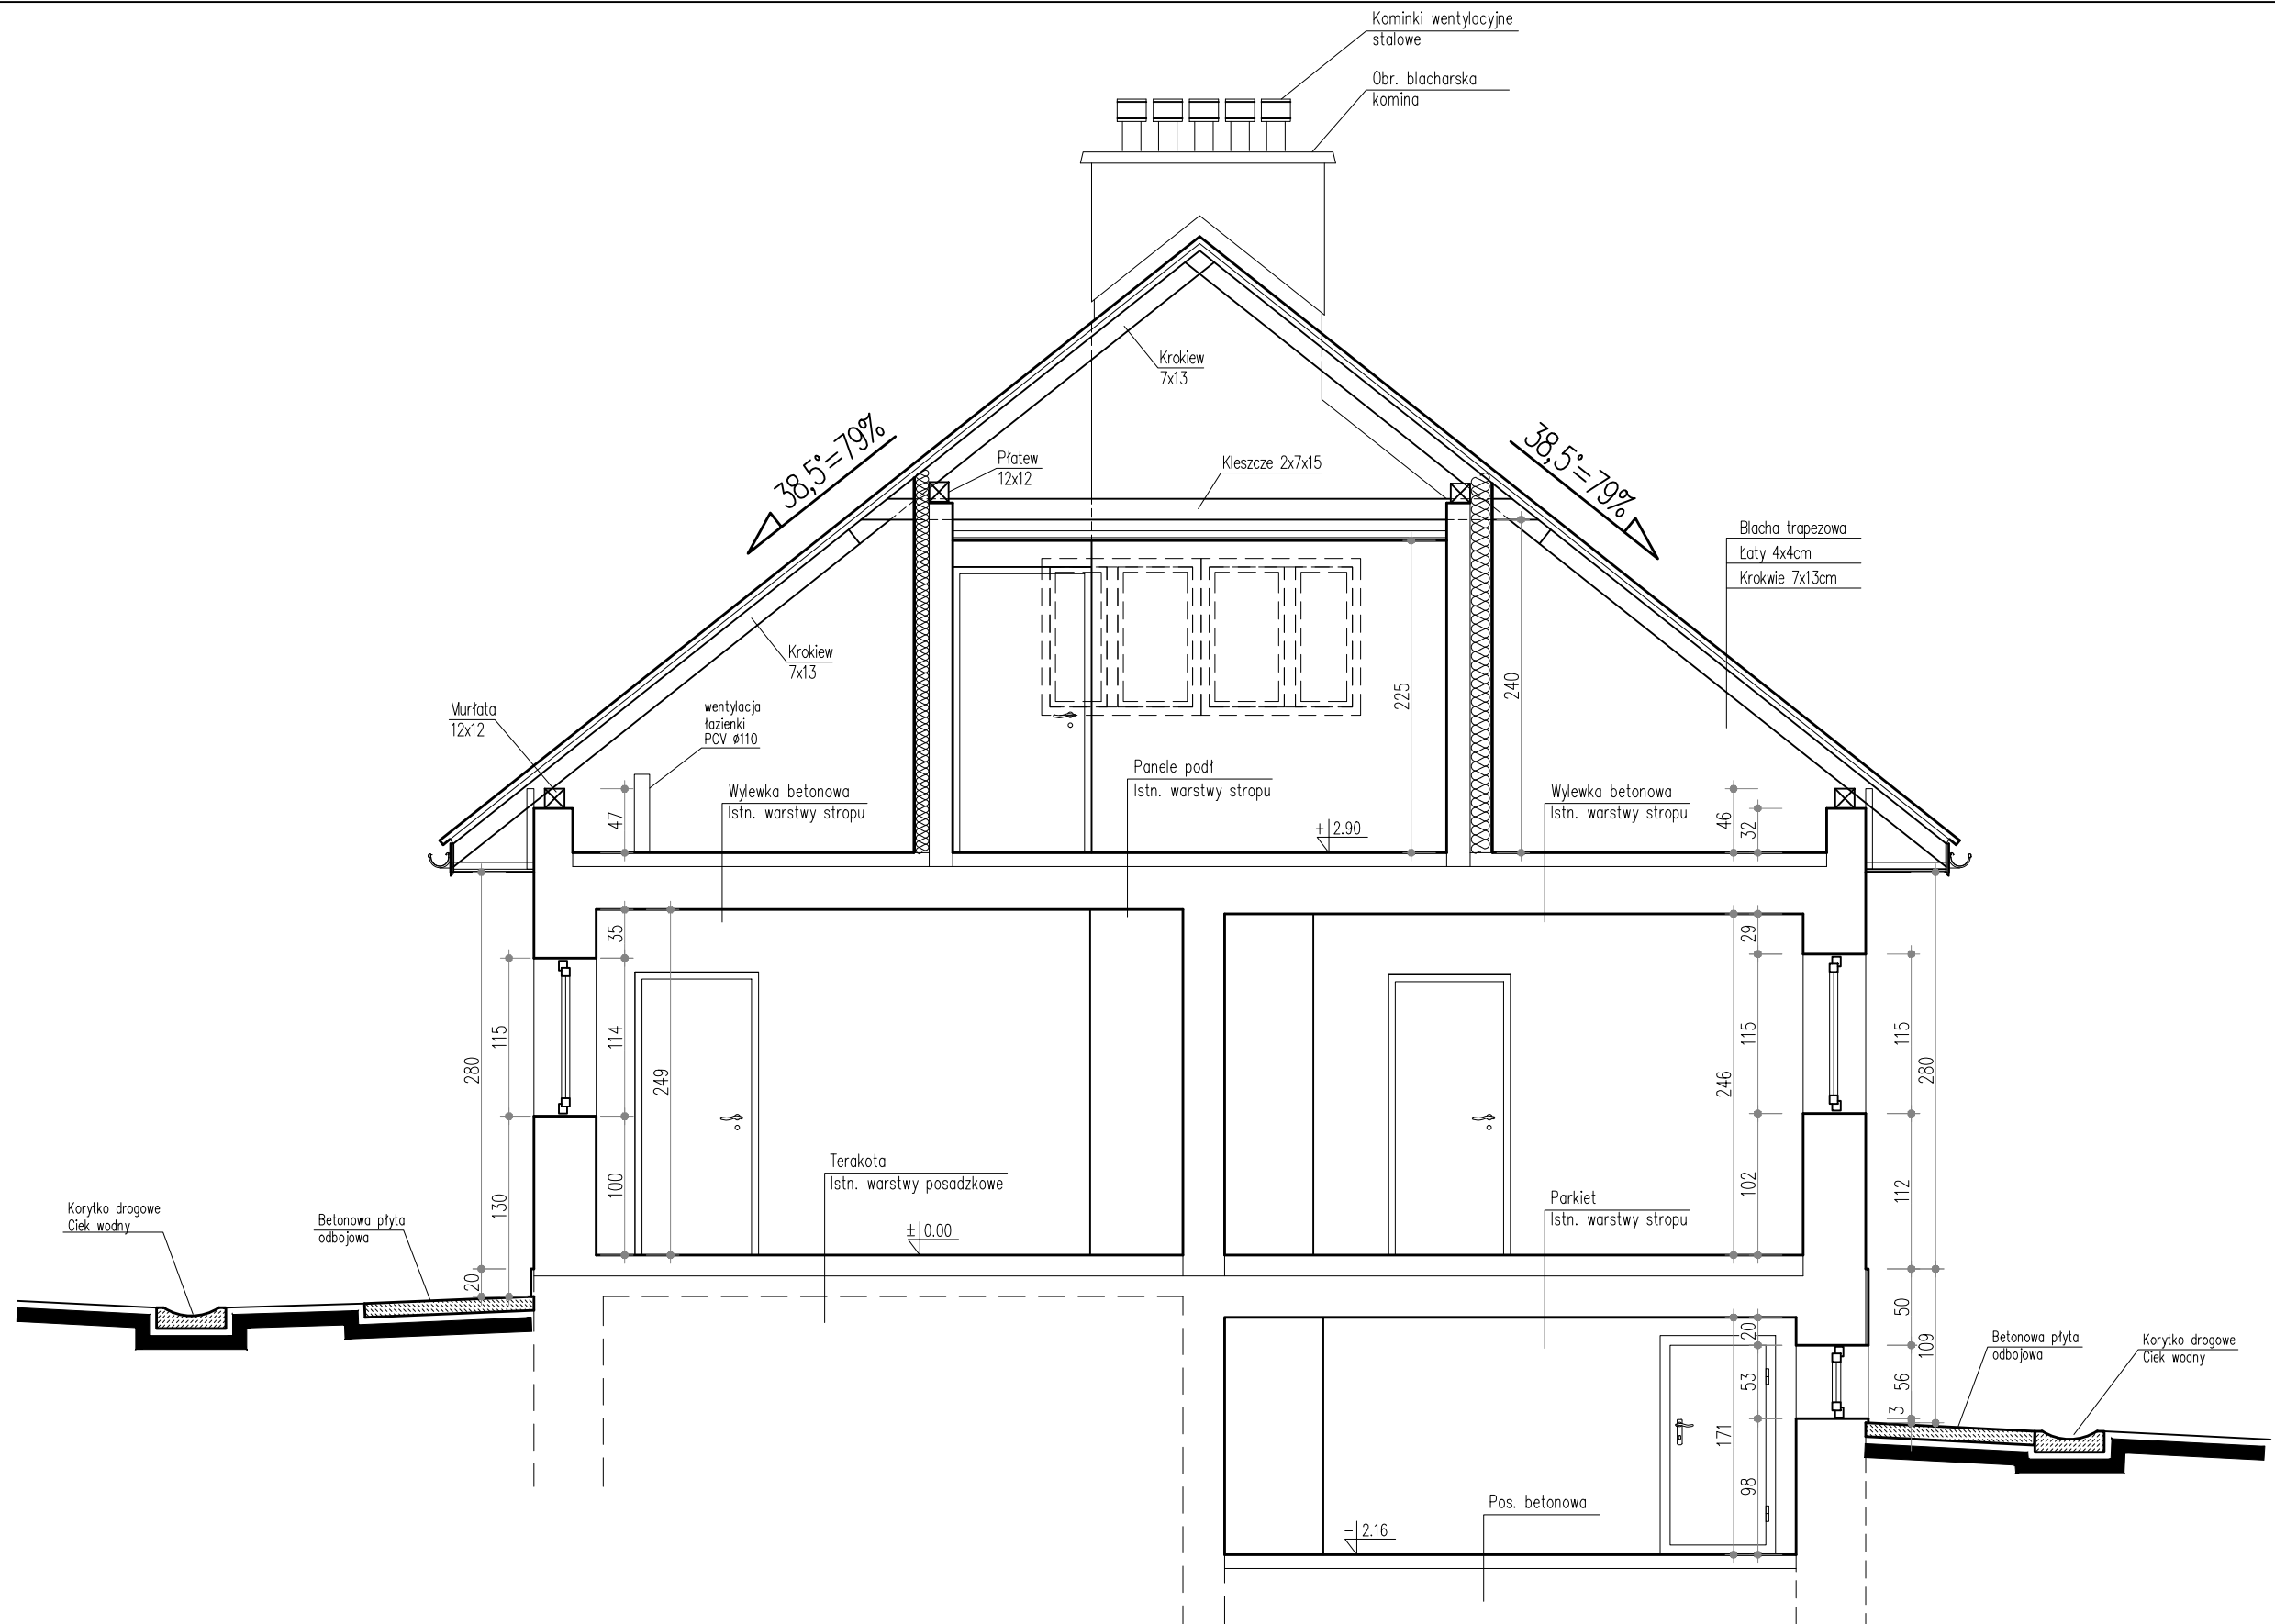 Kominki wentylacyjne
stalowe
Obr. blacharska
komina
Krokiew
7x13
38,5°=79%
38,5°=79%
Płatew
12x12
Kleszcze 2x7x15
Blacha trapezowa
Łaty 4x4cm
Krokwie 7x13cm
Krokiew
7x13
225
240
Murłata
12x12
wentylacja
łazienki
PCV ø110
Panele podł
Istn. warstwy stropu
Wylewka betonowa
Istn. warstwy stropu
Wylewka betonowa
Istn. warstwy stropu
47
+ 2.90
46
32
35
29
115
114
280
249
115
246
115
280
130
100
102
112
Terakota
Istn. warstwy posadzkowe
± 0.00
Parkiet
Istn. warstwy stropu
Korytko drogowe
Ciek wodny
Betonowa płyta
odbojowa
20
50
109
20
53
56
3
171
98
Betonowa płyta
odbojowa
Korytko drogowe
Ciek wodny
Pos. betonowa
- 2.16